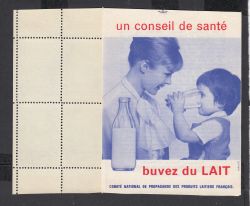 un conseil de santé
buvez du LAIT
COMITÉ NATIONAL DE PROPAGANDE DES PRODUITS LAITIERS FRANÇAIS.